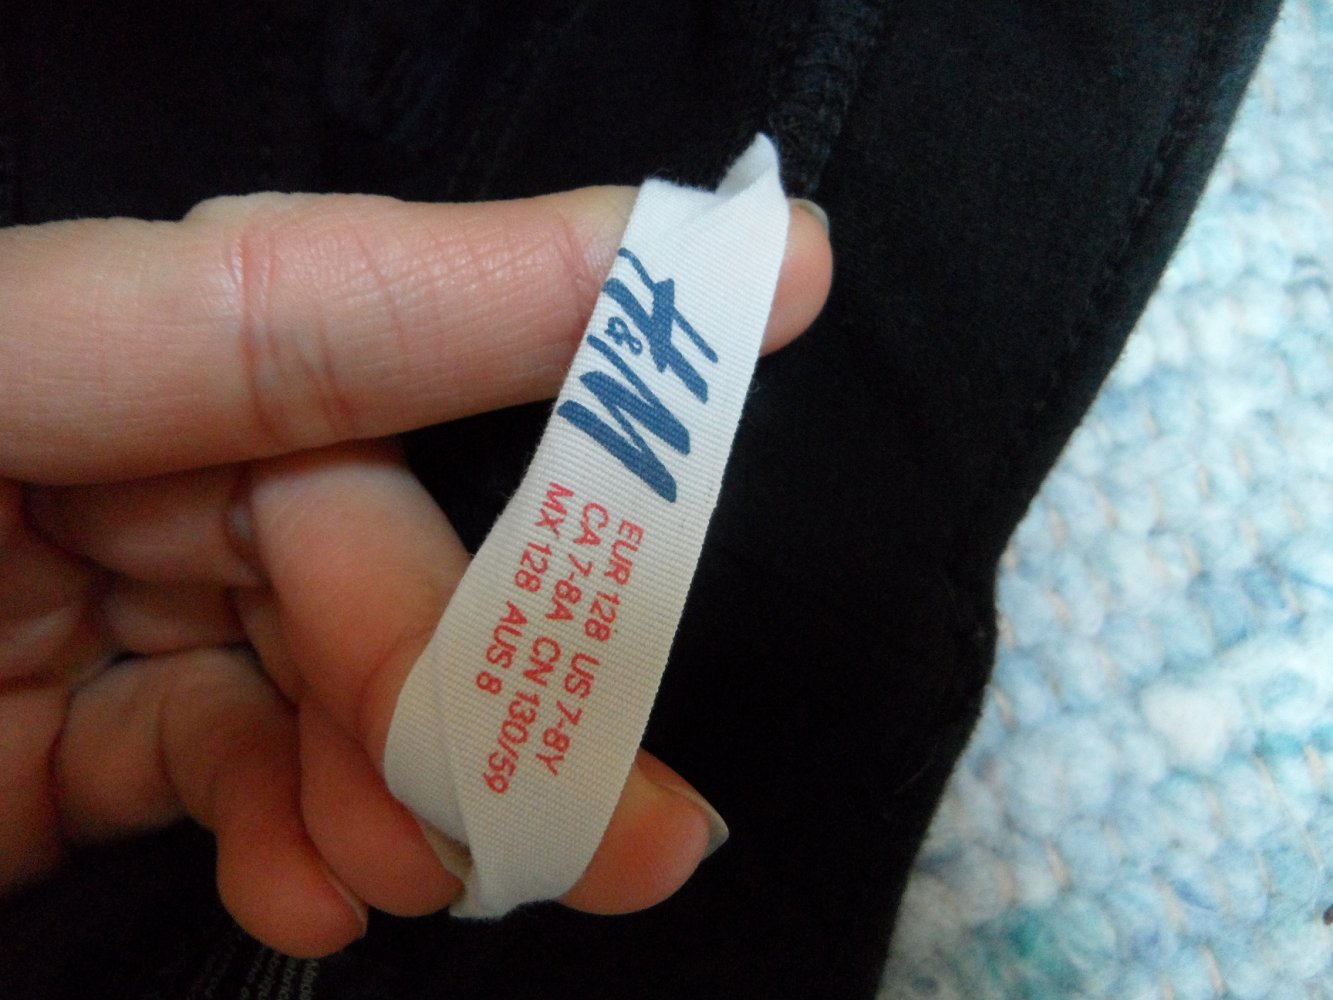 H&M
EUR 128 US 7-8Y
CA 7-8A CN 130/59
MX 128 AUS 8